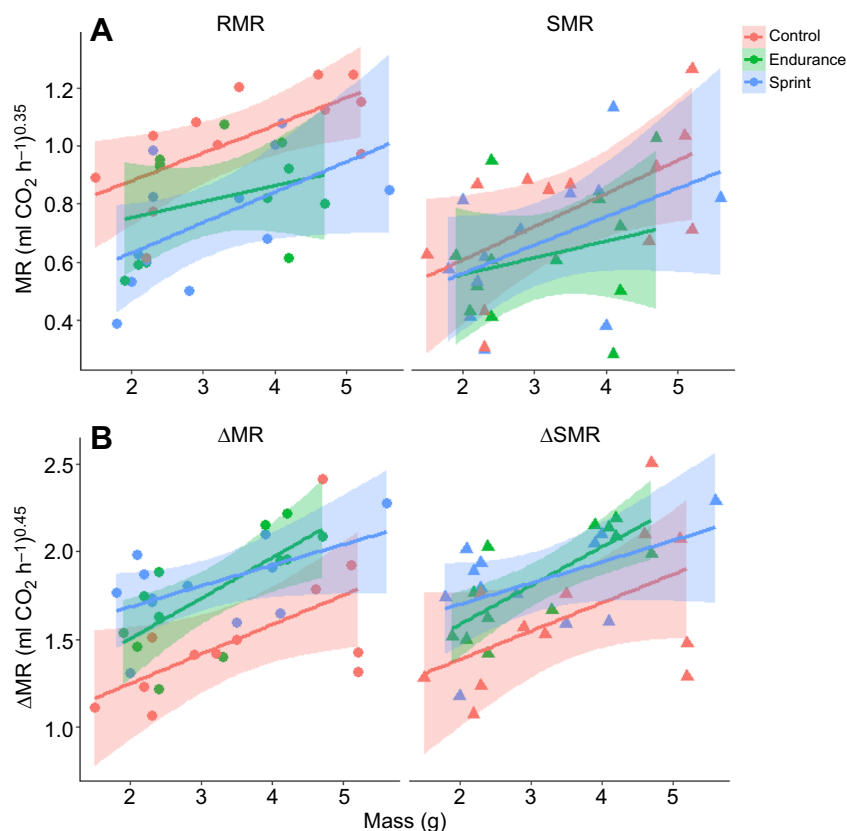 A
RMR
SMR
Control
Endurance
Sprint
MR (ml CO₂ h⁻¹)⁰·³⁵
1.2
1.0
0.8
0.6
0.4
2 3 4 5
2 3 4 5
B
ΔMR
ΔSMR
ΔMR (ml CO₂ h⁻¹)⁰·⁴⁵
2.5
2.0
1.5
1.0
2 3 4 5
2 3 4 5
Mass (g)